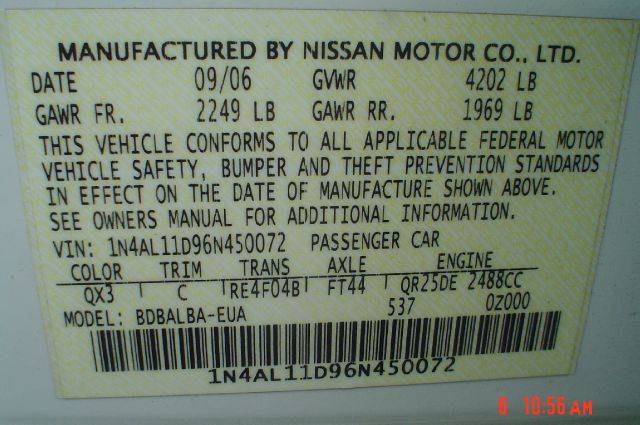 MANUFACTURED BY NISSAN MOTOR CO., LTD.
DATE 09/06 GVWR 4202 LB
GAWR FR. 2249 LB GAWR RR. 1969 LB
THIS VEHICLE CONFORMS TO ALL APPLICABLE FEDERAL MOTOR
VEHICLE SAFETY, BUMPER AND THEFT PREVENTION STANDARDS
IN EFFECT ON THE DATE OF MANUFACTURE SHOWN ABOVE.
SEE OWNERS MANUAL FOR ADDITIONAL INFORMATION.
VIN: 1N4AL11D96N450072 PASSENGER CAR
COLOR TRIM TRANS AXLE ENGINE
QX3 C RE4F04B FT44 QR25DE 2488CC
MODEL: BDBALBA-EUA 537 0Z000
1N4AL11D96N450072
6 10:56 AM